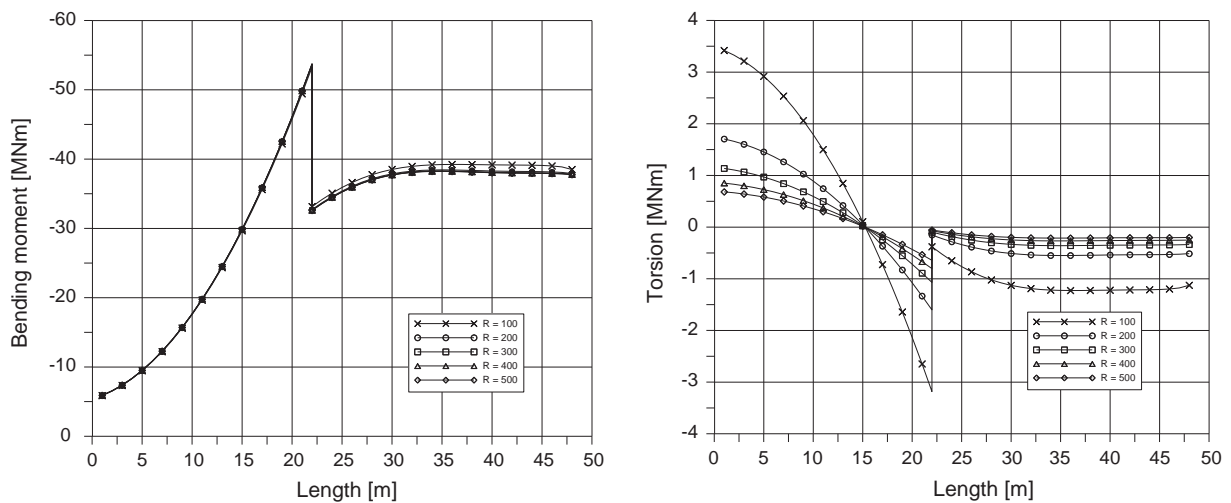 -60
-50
-40
-30
-20
-10
0
Bending moment [MNm]
R = 100
R = 200
R = 300
R = 400
R = 500
0 5 10 15 20 25 30 35 40 45 50
Length [m]
4
3
2
1
0
-1
-2
-3
-4
Torsion [MNm]
R = 100
R = 200
R = 300
R = 400
R = 500
0 5 10 15 20 25 30 35 40 45 50
Length [m]